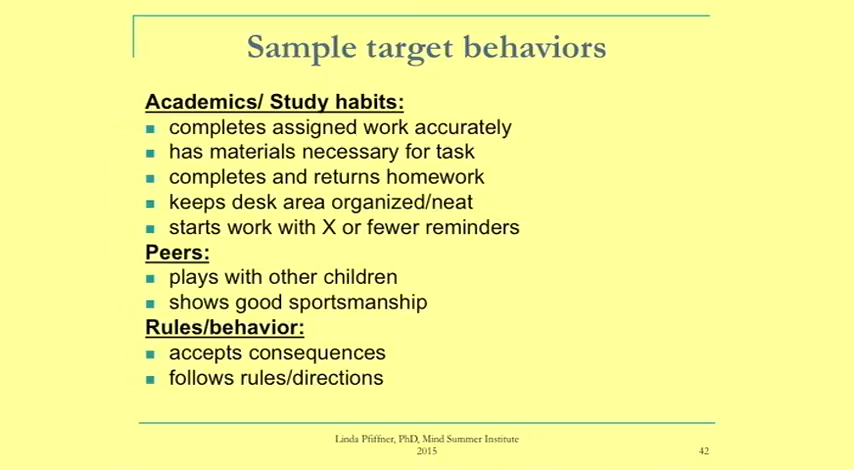 Sample target behaviors
Academics/ Study habits:
completes assigned work accurately
has materials necessary for task
completes and returns homework
keeps desk area organized/neat
starts work with X or fewer reminders
Peers:
plays with other children
shows good sportsmanship
Rules/behavior:
accepts consequences
follows rules/directions
Linda Pfiffner, PhD, Mind Summer Institute
2015
42